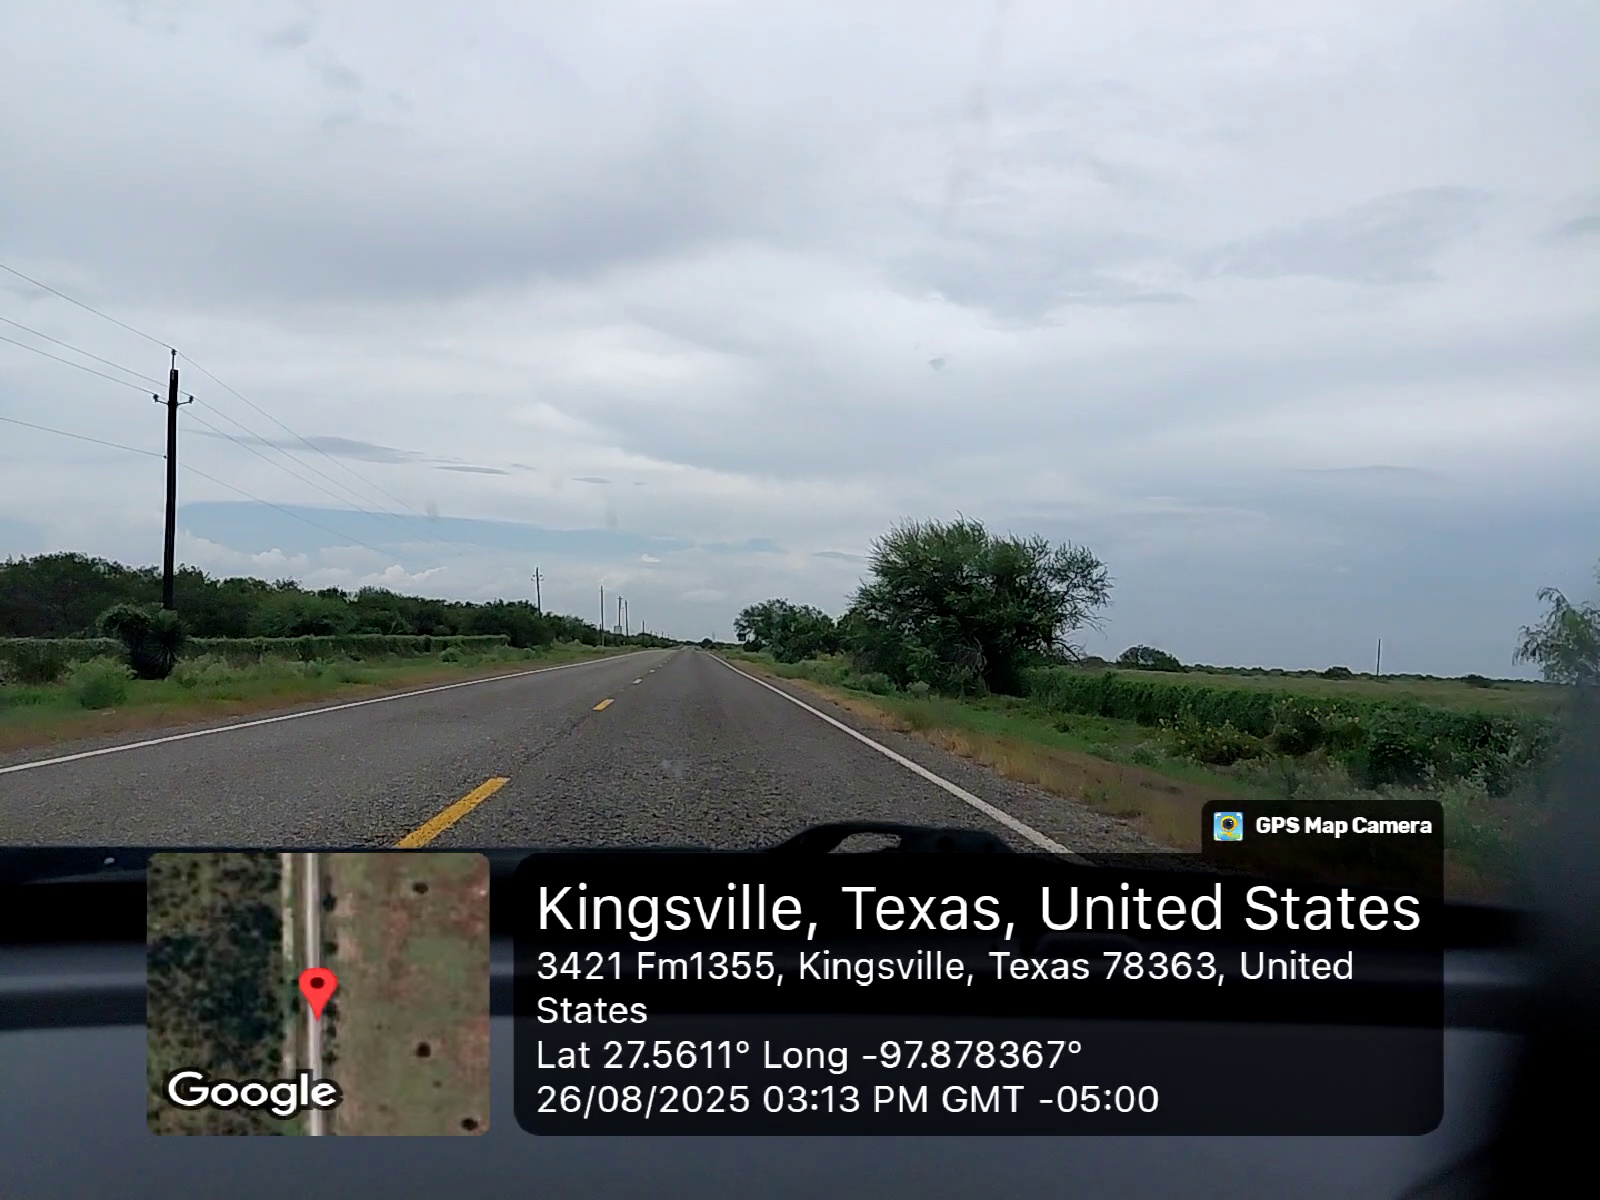 GPS Map Camera
Kingsville, Texas, United States
3421 Fm1355, Kingsville, Texas 78363, United
States
Lat 27.5611° Long -97.878367°
26/08/2025 03:13 PM GMT -05:00
Google